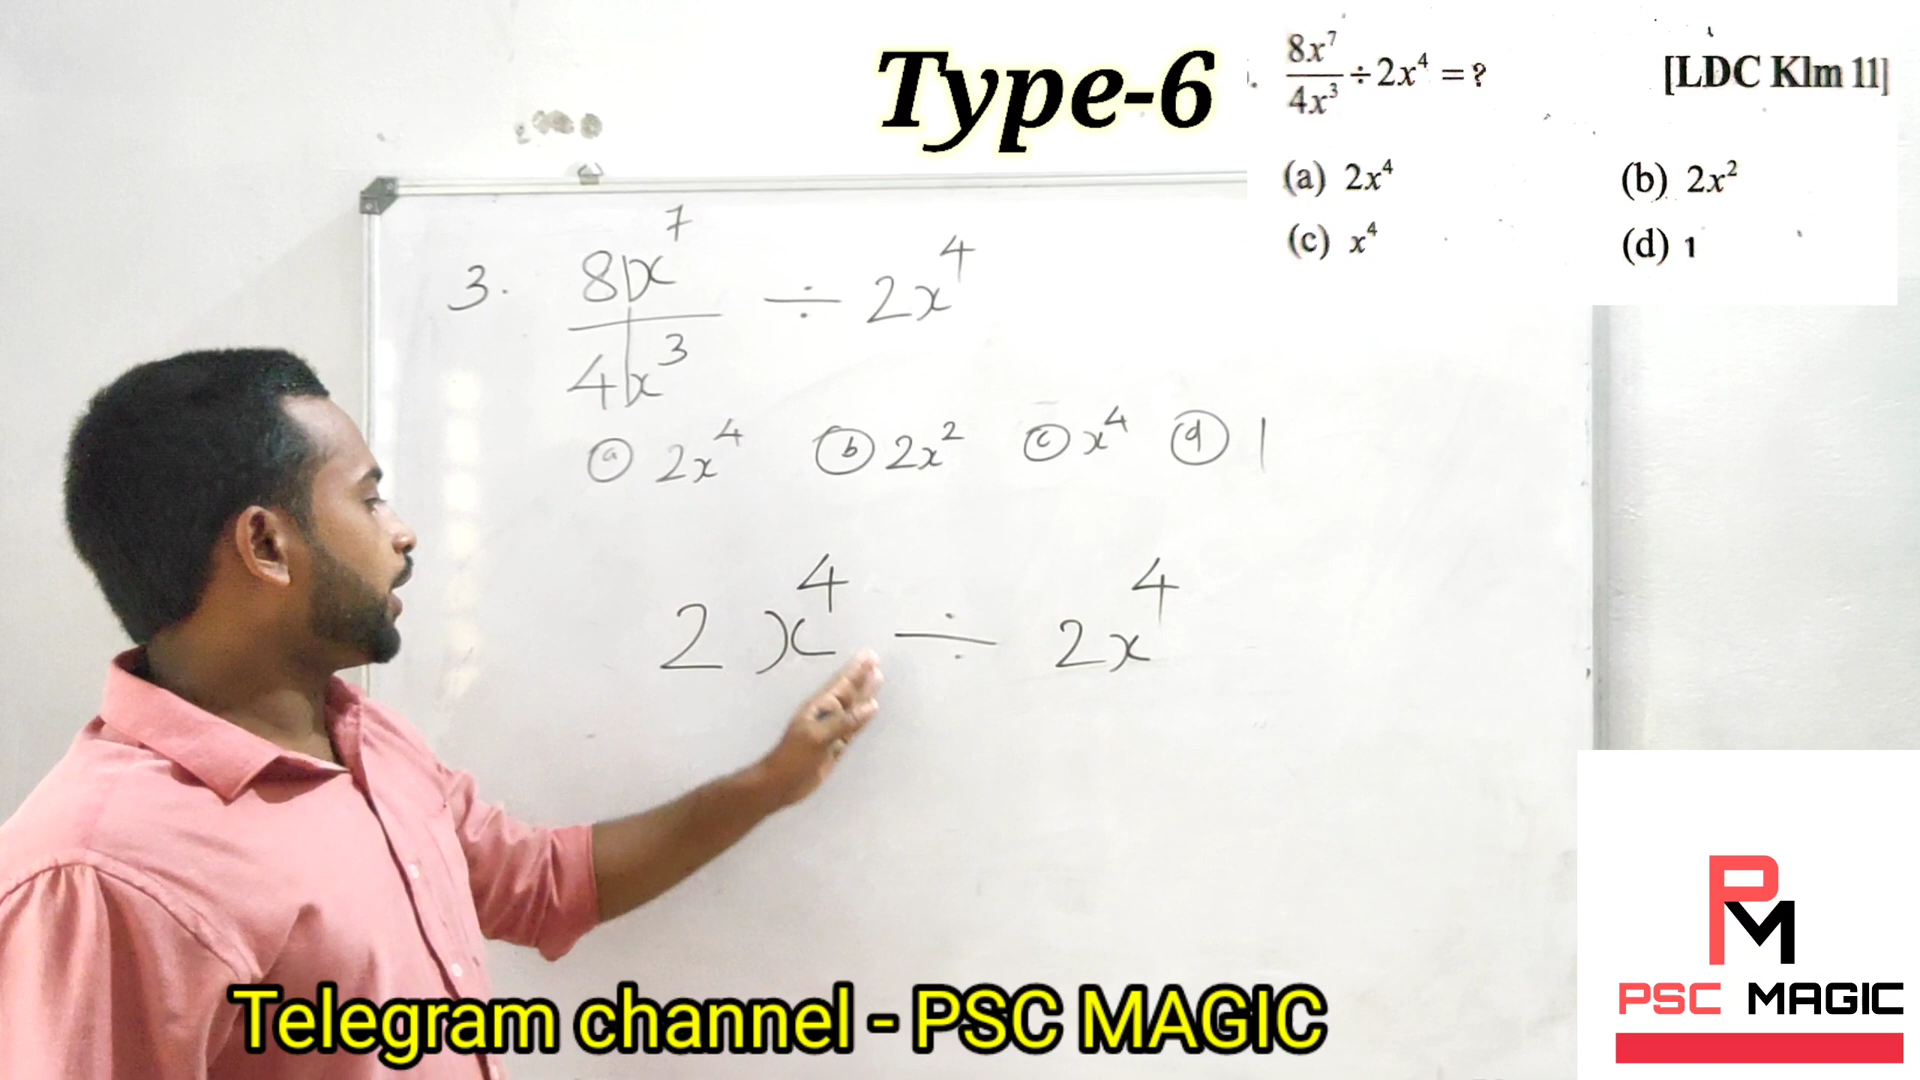 Type-6
8x⁷/4x³ ÷ 2x⁴ = ? [LDC Klm 11]
(a) 2x⁴ (b) 2x²
(c) x⁴ (d) 1
3. 8x⁷/4x³ ÷ 2x⁴
(a) 2x⁴ (b) 2x² (c) x⁴ (d) 1
2x⁴ ÷ 2x⁴
PM
PSC MAGIC
Telegram channel - PSC MAGIC